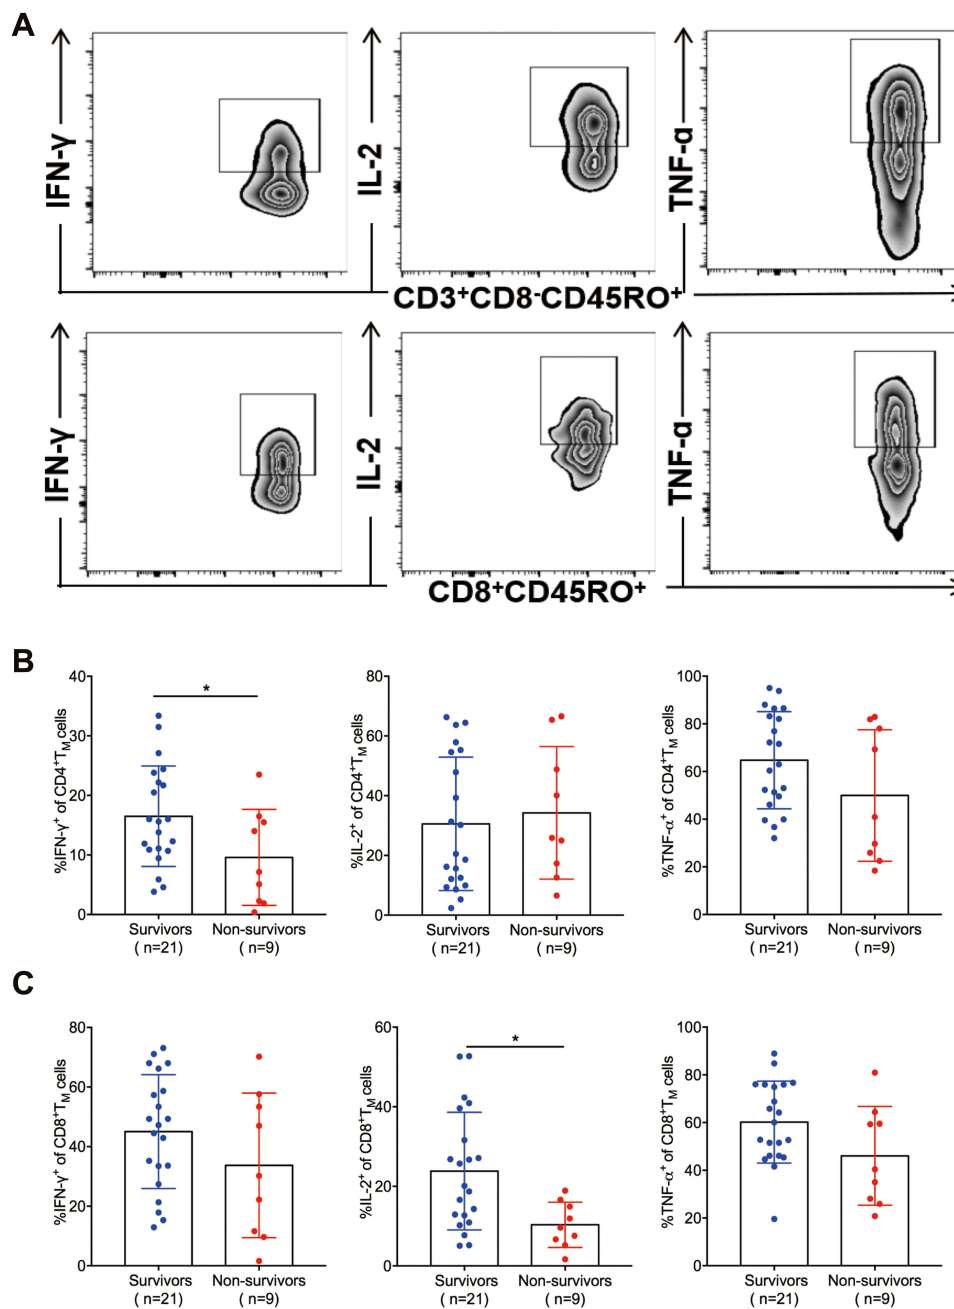 A
IFN-γ
IL-2
TNF-α
CD3⁺CD8⁻CD45RO⁺
IFN-γ
IL-2
TNF-α
CD8⁺CD45RO⁺
B
%IFN-γ⁺ of CD4⁺T_M cells
40
30
20
10
0
*
Survivors
( n=21)
Non-survivors
( n=9)
%IL-2⁺ of CD4⁺T_M cells
80
60
40
20
0
Survivors
( n=21)
Non-survivors
( n=9)
%TNF-α⁺ of CD4⁺T_M cells
100
80
60
40
20
0
Survivors
( n=21)
Non-survivors
( n=9)
C
%IFN-γ⁺ of CD8⁺T_M cells
80
60
40
20
0
Survivors
( n=21)
Non-survivors
( n=9)
%IL-2⁺ of CD8⁺T_M cells
60
40
20
0
*
Survivors
( n=21)
Non-survivors
( n=9)
%TNF-α⁺ of CD8⁺T_M cells
100
80
60
40
20
0
Survivors
( n=21)
Non-survivors
( n=9)